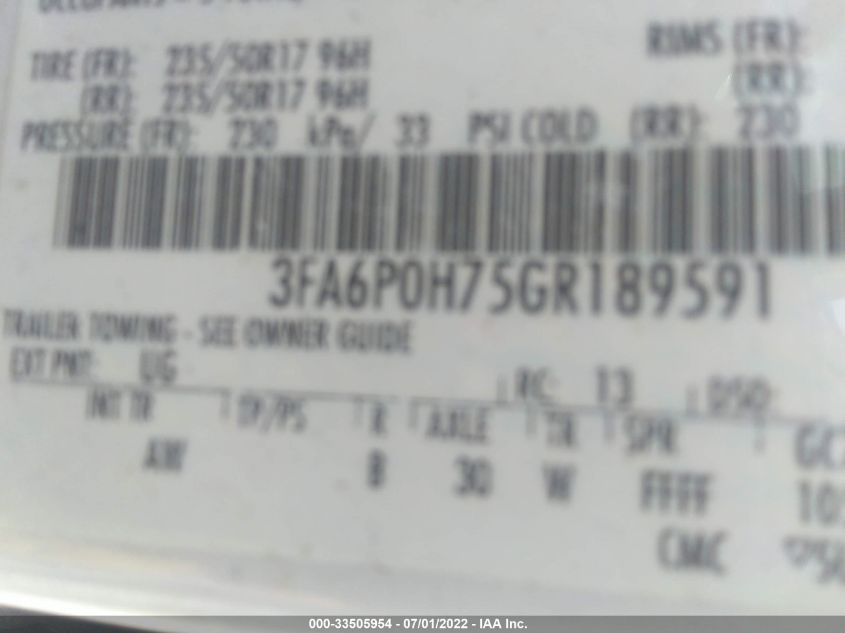 TIRE (FR): 235/50R17 96H RIMS (FR):
(RR): 235/50R17 96H (RR):
PRESSURE (FR): 230 kPa/ 33 PSI COLD (RR): 230
3FA6P0H75GR189591
TRAILER TOWING - SEE OWNER GUIDE
EXT PNT: UG RC: 13 DSO:
INT TR TP/PS R AXLE TR SPR
AW B 30 W FFFF
CMC
000-33505954 - 07/01/2022 - IAA Inc.